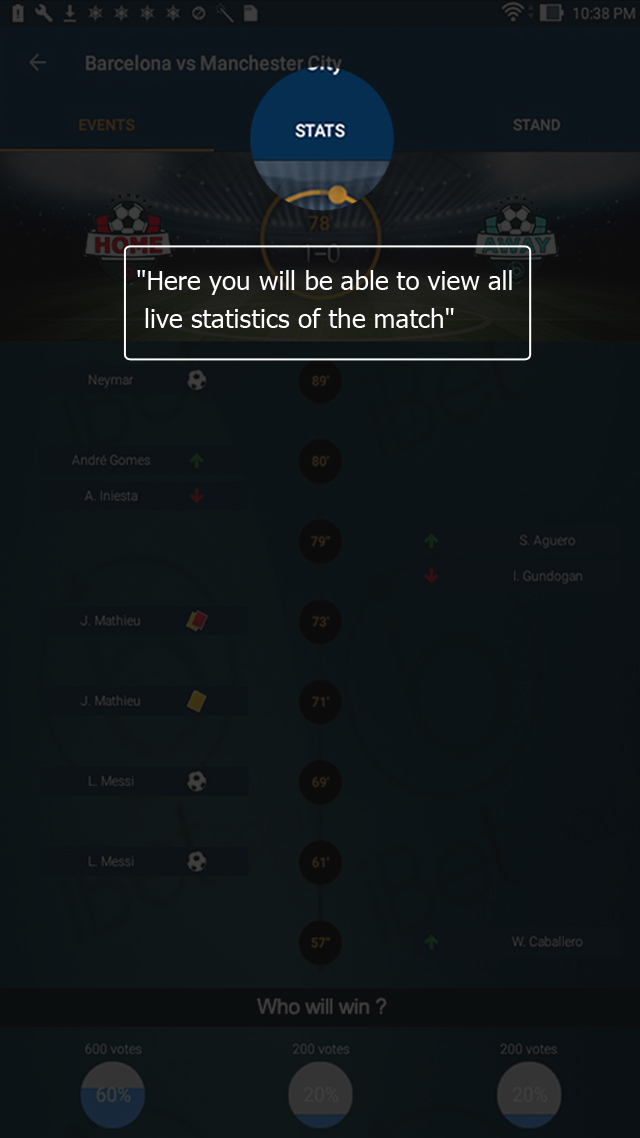 10:38 PM
Barcelona vs Manchester City
EVENTS
STATS
STAND
HOME
78'
1-0
AWAY
"Here you will be able to view all
live statistics of the match"
Neymar 89'
André Gomes 80'
A. Iniesta
79" S. Aguero
I. Gundogan
J. Mathieu 73'
J. Mathieu 71'
L. Messi 69'
L. Messi 61'
57" W. Caballero
Who will win ?
600 votes 200 votes 200 votes
60% 20% 20%